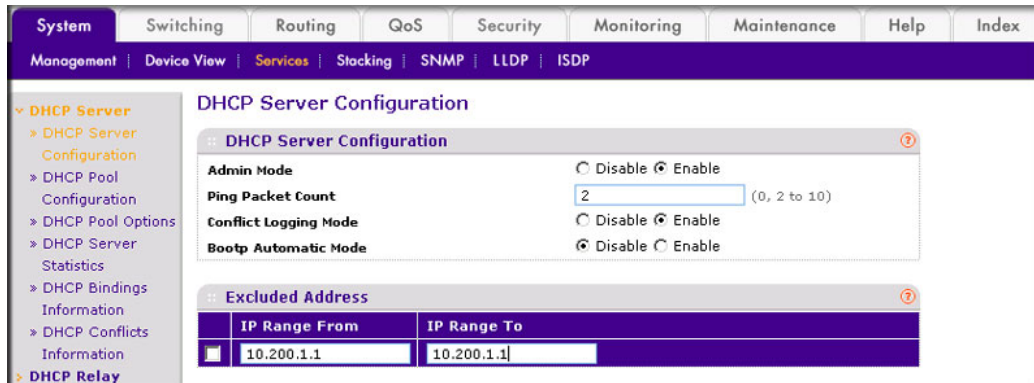 System Switching Routing QoS Security Monitoring Maintenance Help Index
Management Device View Services Stacking SNMP LLDP ISDP
DHCP Server
» DHCP Server
Configuration
» DHCP Pool
Configuration
» DHCP Pool Options
» DHCP Server
Statistics
» DHCP Bindings
Information
» DHCP Conflicts
Information
DHCP Relay
DHCP Server Configuration
DHCP Server Configuration
Admin Mode Disable Enable
Ping Packet Count 2 (0, 2 to 10)
Conflict Logging Mode Disable Enable
Bootp Automatic Mode Disable Enable
Excluded Address
IP Range From IP Range To
10.200.1.1 10.200.1.1